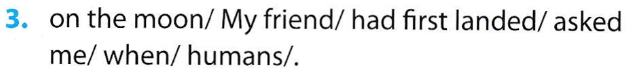 3. on the moon/ My friend/ had first landed/ asked
me/ when/ humans/.